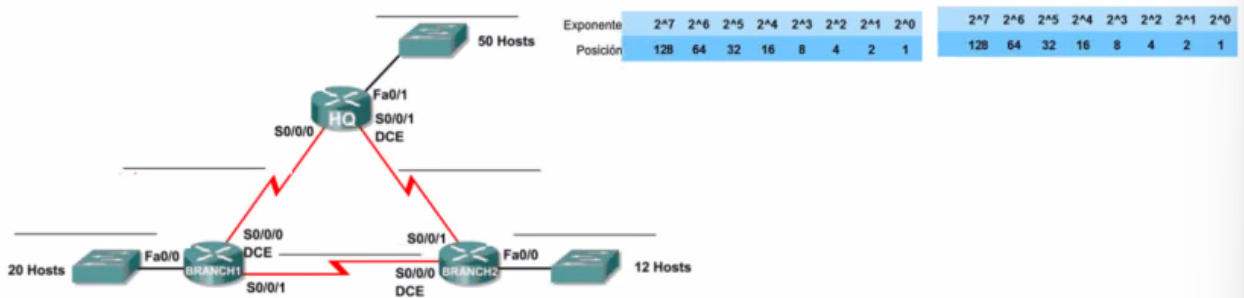 50 Hosts
Fa0/1
HQ
S0/0/0
S0/0/1
DCE
S0/0/0
DCE
Fa0/0
BRANCH1
S0/0/1
20 Hosts
S0/0/1
Fa0/0
BRANCH2
S0/0/0
DCE
12 Hosts
Exponente 2^7 2^6 2^5 2^4 2^3 2^2 2^1 2^0
Posición 128 64 32 16 8 4 2 1
2^7 2^6 2^5 2^4 2^3 2^2 2^1 2^0
128 64 32 16 8 4 2 1